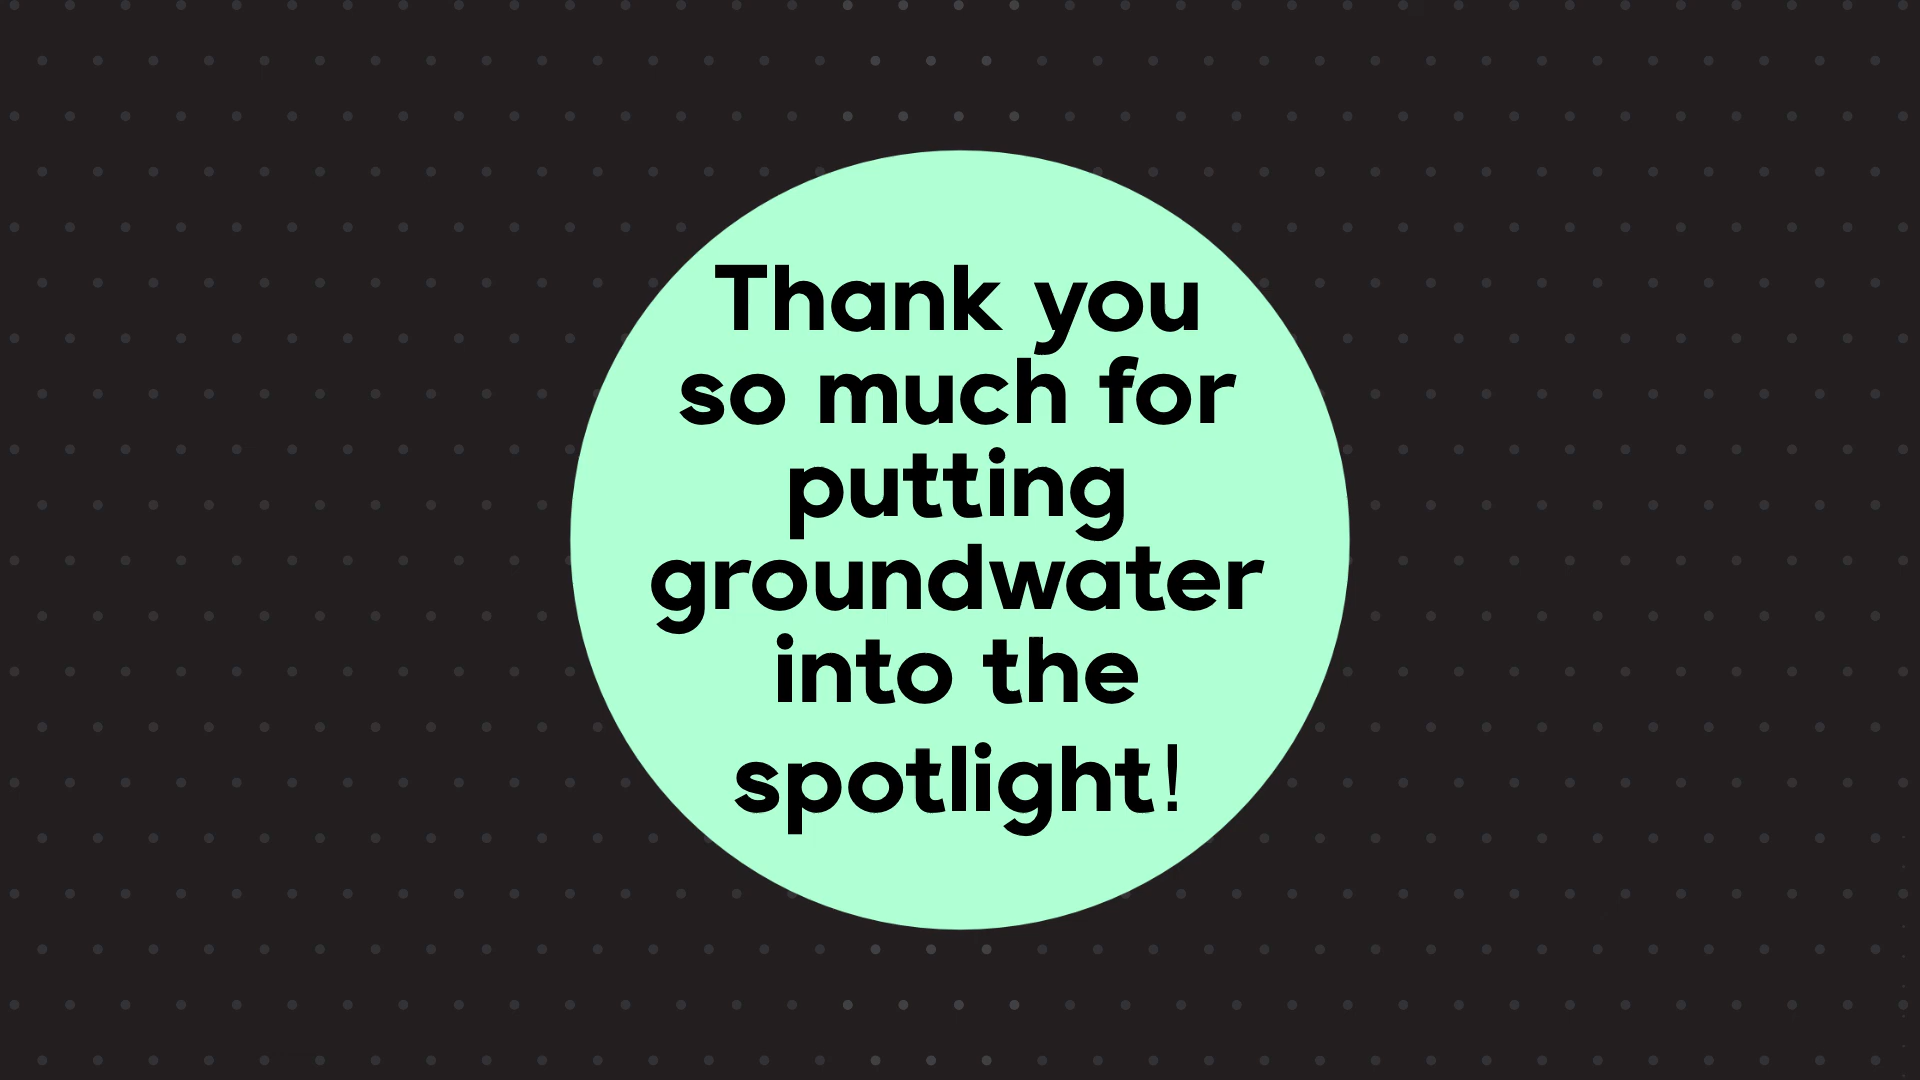 Thank you
so much for
putting
groundwater
into the
spotlight!